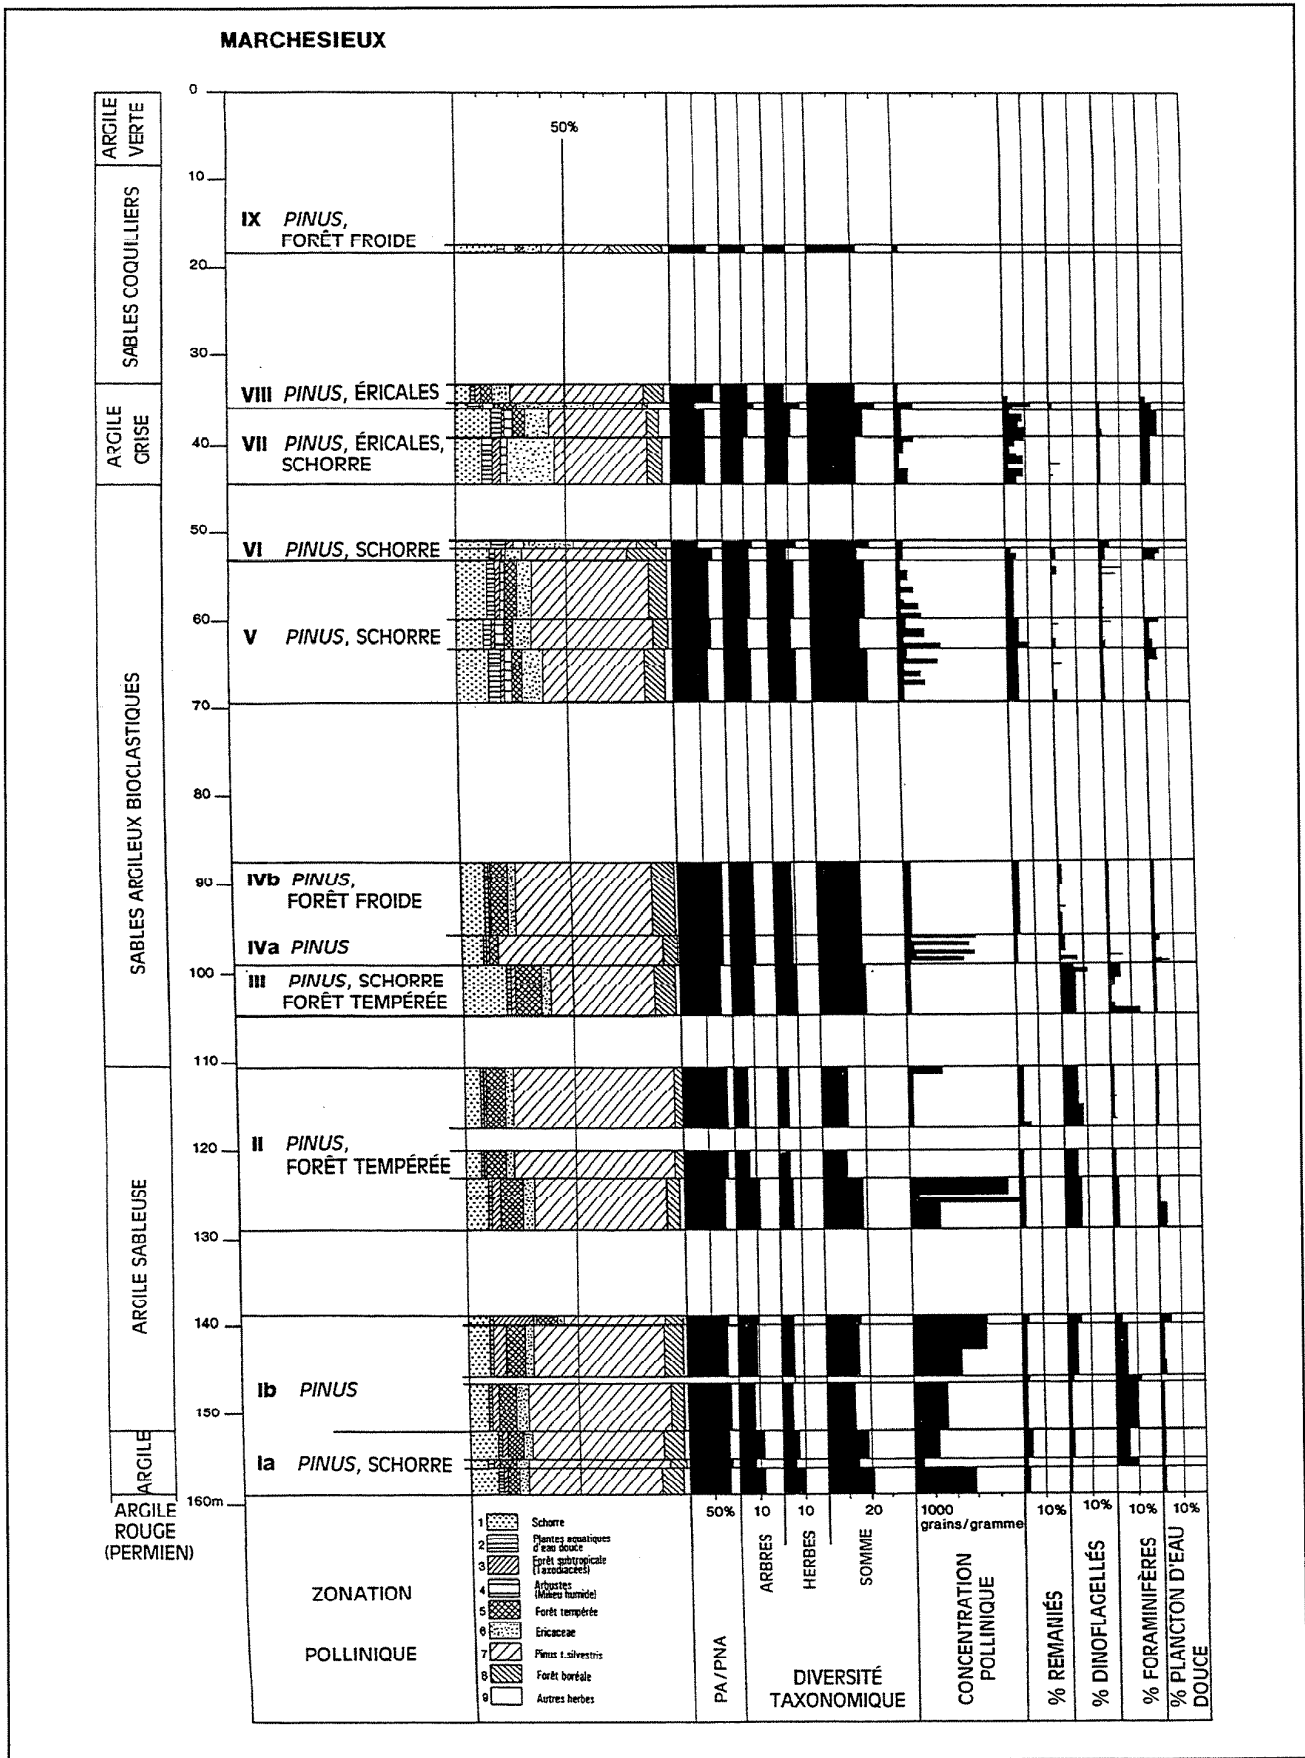 MARCHESIEUX
0
10
20
30
40
50
60
70
80
90
100
110
120
130
140
150
160m
ARGILE
VERTE
SABLES COQUILLIERS
ARGILE
GRISE
SABLES ARGILEUX BIOCLASTIQUES
ARGILE SABLEUSE
ARGILE
ARGILE
ROUGE
(PERMIEN)
50%
IX PINUS,
FORÊT FROIDE
VIII PINUS, ÉRICALES
VII PINUS, ÉRICALES,
SCHORRE
VI PINUS, SCHORRE
V PINUS, SCHORRE
IVb PINUS,
FORÊT FROIDE
IVa PINUS
III PINUS, SCHORRE
FORÊT TEMPÉRÉE
II PINUS,
FORÊT TEMPÉRÉE
Ib PINUS
Ia PINUS, SCHORRE
ZONATION
POLLINIQUE
1 Schorre
2 Plantes aquatiques
d'eau douce
3 Forêt subtropicale
(Taxodiacées)
4 Arbustes
(Milieu humide)
5 Forêt tempérée
6 Ericaceae
7 Pinus t.silvestris
8 Forêt boréale
9 Autres herbes
50%
10
10
20
1000
grains/gramme
10%
10%
10%
10%
PA/PNA
ARBRES
HERBES
SOMME
DIVERSITÉ
TAXONOMIQUE
CONCENTRATION
POLLINIQUE
% REMANIÉS
% DINOFLAGELLÉS
% FORAMINIFÈRES
% PLANCTON D'EAU
DOUCE